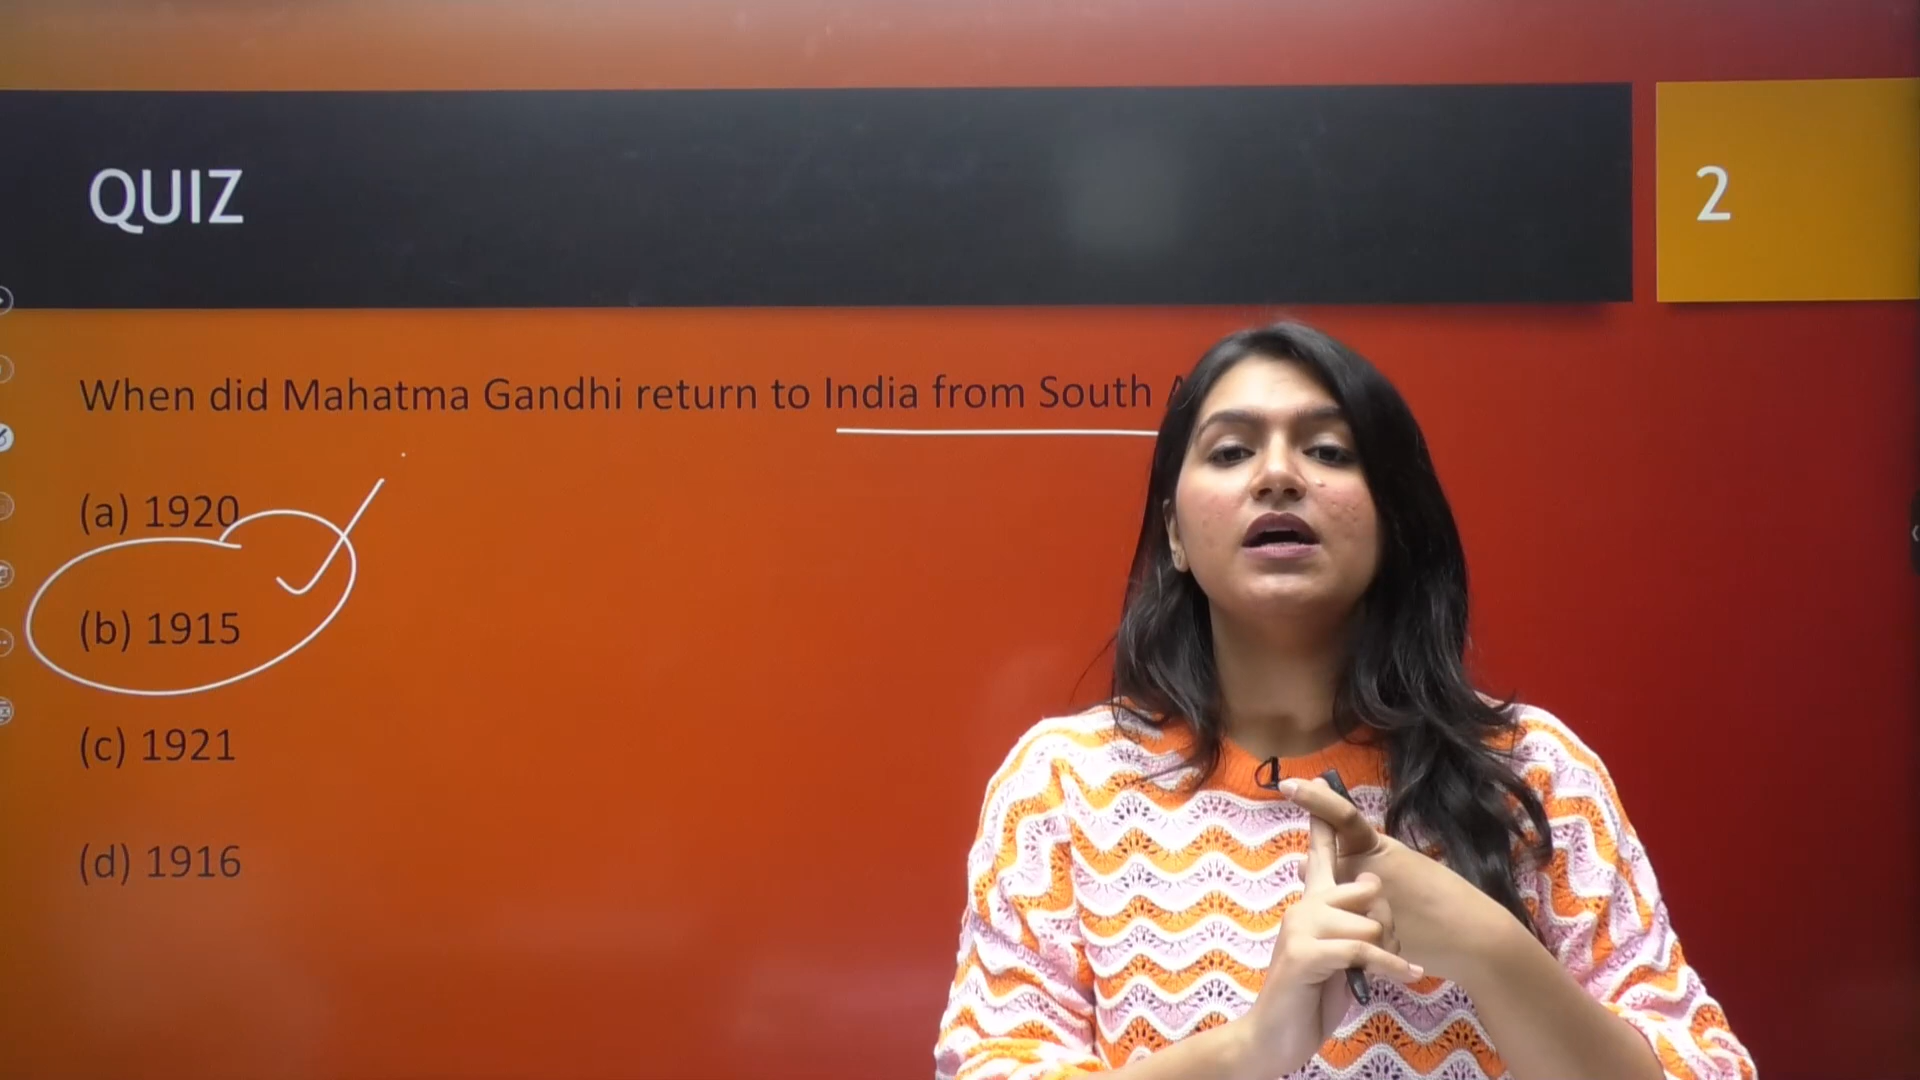 QUIZ
2
When did Mahatma Gandhi return to India from South
(a) 1920
(b) 1915
(c) 1921
(d) 1916